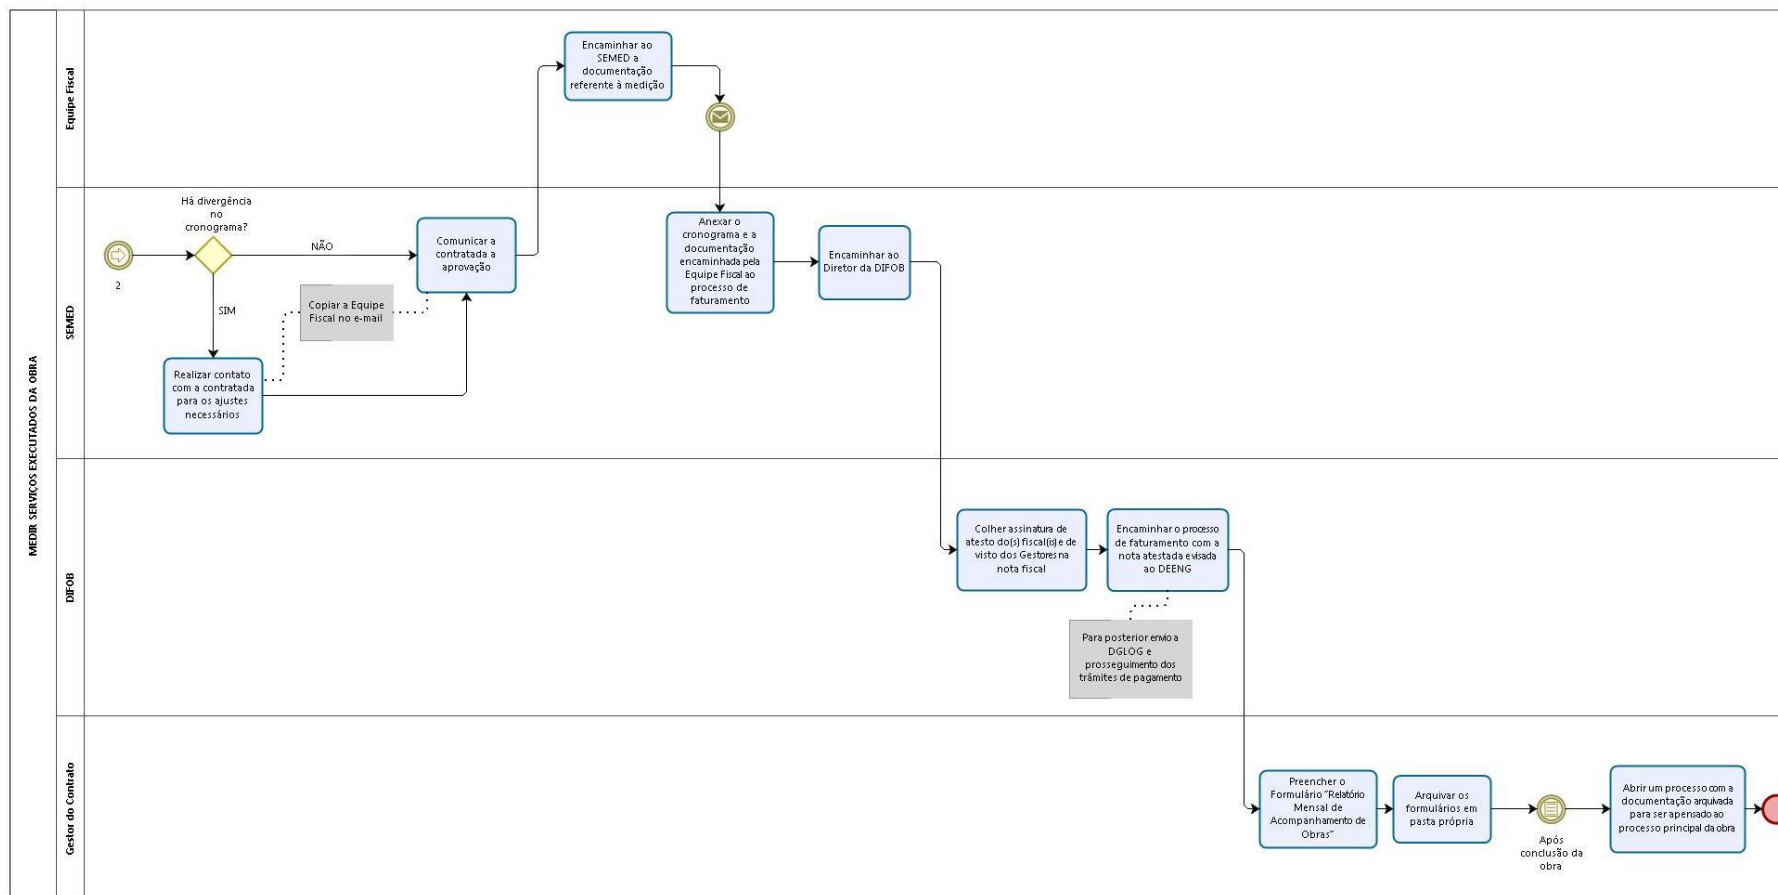 MEDIR SERVIÇOS EXECUTADOS DA OBRA
Equipe Fiscal
Encaminhar ao
SEMED a
documentação
referente à medição
SEMED
2
Há divergência
no
cronograma?
NÃO
SIM
Comunicar a
contratada a
aprovação
Copiar a Equipe
Fiscal no e-mail
Realizar contato
com a contratada
para os ajustes
necessários
Anexar o
cronograma e a
documentação
encaminhada pela
Equipe Fiscal ao
processo de
faturamento
Encaminhar ao
Diretor da DIFOB
DIFOB
Colher assinatura de
atesto do(s) fiscal(is) e de
visto dos Gestores na
nota fiscal
Encaminhar o processo
de faturamento com a
nota atestada e visada
ao DEENG
Para posterior envio a
DGLOG e
prosseguimento dos
trâmites de pagamento
Gestor do Contrato
Preencher o
Formulário "Relatório
Mensal de
Acompanhamento de
Obras"
Arquivar os
formulários em
pasta própria
Após
conclusão da
obra
Abrir um processo com a
documentação arquivada
para ser apensado ao
processo principal da obra